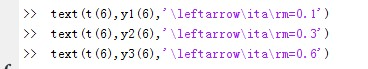 >> text(t(6),y1(6),'\leftarrow\ita\rm=0.1')
>> text(t(6),y2(6),'\leftarrow\ita\rm=0.3')
>> text(t(6),y3(6),'\leftarrow\ita\rm=0.6')